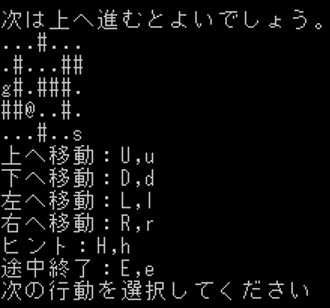 次は上へ進むとよいでしょう。
...#...
.#...##
g#.###.
##@..#.
...#..s
上へ移動：U,u
下へ移動：D,d
左へ移動：L,l
右へ移動：R,r
ヒント：H,h
途中終了：E,e
次の行動を選択してください